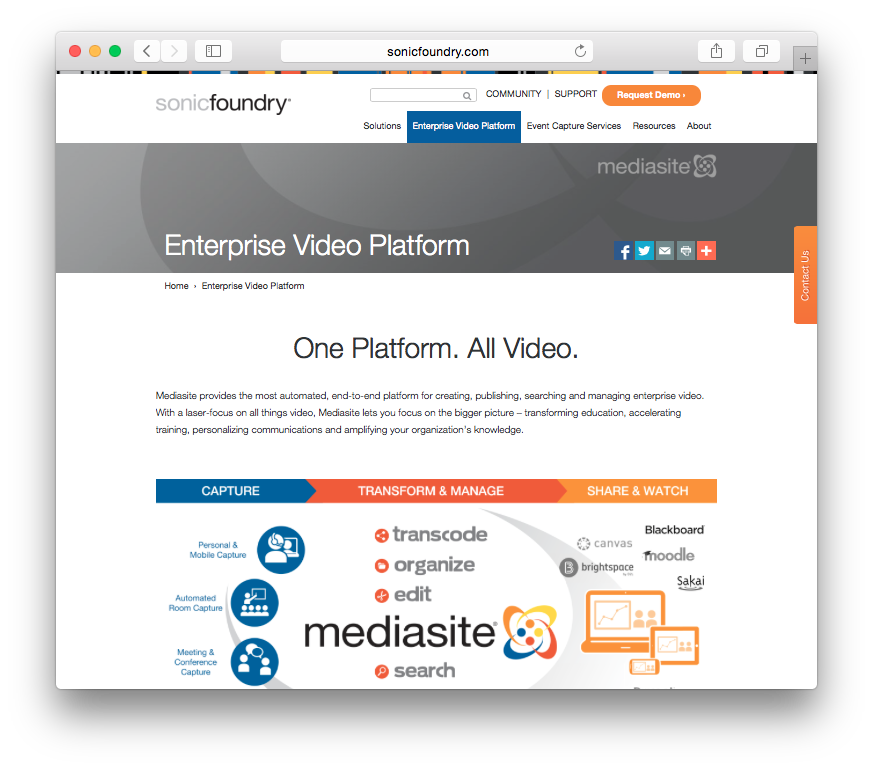 sonicfoundry.com
sonicfoundry
COMMUNITY | SUPPORT
Request Demo ›
Solutions
Enterprise Video Platform
Event Capture Services
Resources
About
mediasite
Enterprise Video Platform
Contact Us
Home › Enterprise Video Platform
One Platform. All Video.
Mediasite provides the most automated, end-to-end platform for creating, publishing, searching and managing enterprise video.
With a laser-focus on all things video, Mediasite lets you focus on the bigger picture – transforming education, accelerating
training, personalizing communications and amplifying your organization's knowledge.
CAPTURE
TRANSFORM & MANAGE
SHARE & WATCH
Personal &
Mobile Capture
Automated
Room Capture
Meeting &
Conference
Capture
transcode
organize
edit
mediasite
search
Blackboard
canvas
moodle
brightspace
Sakai